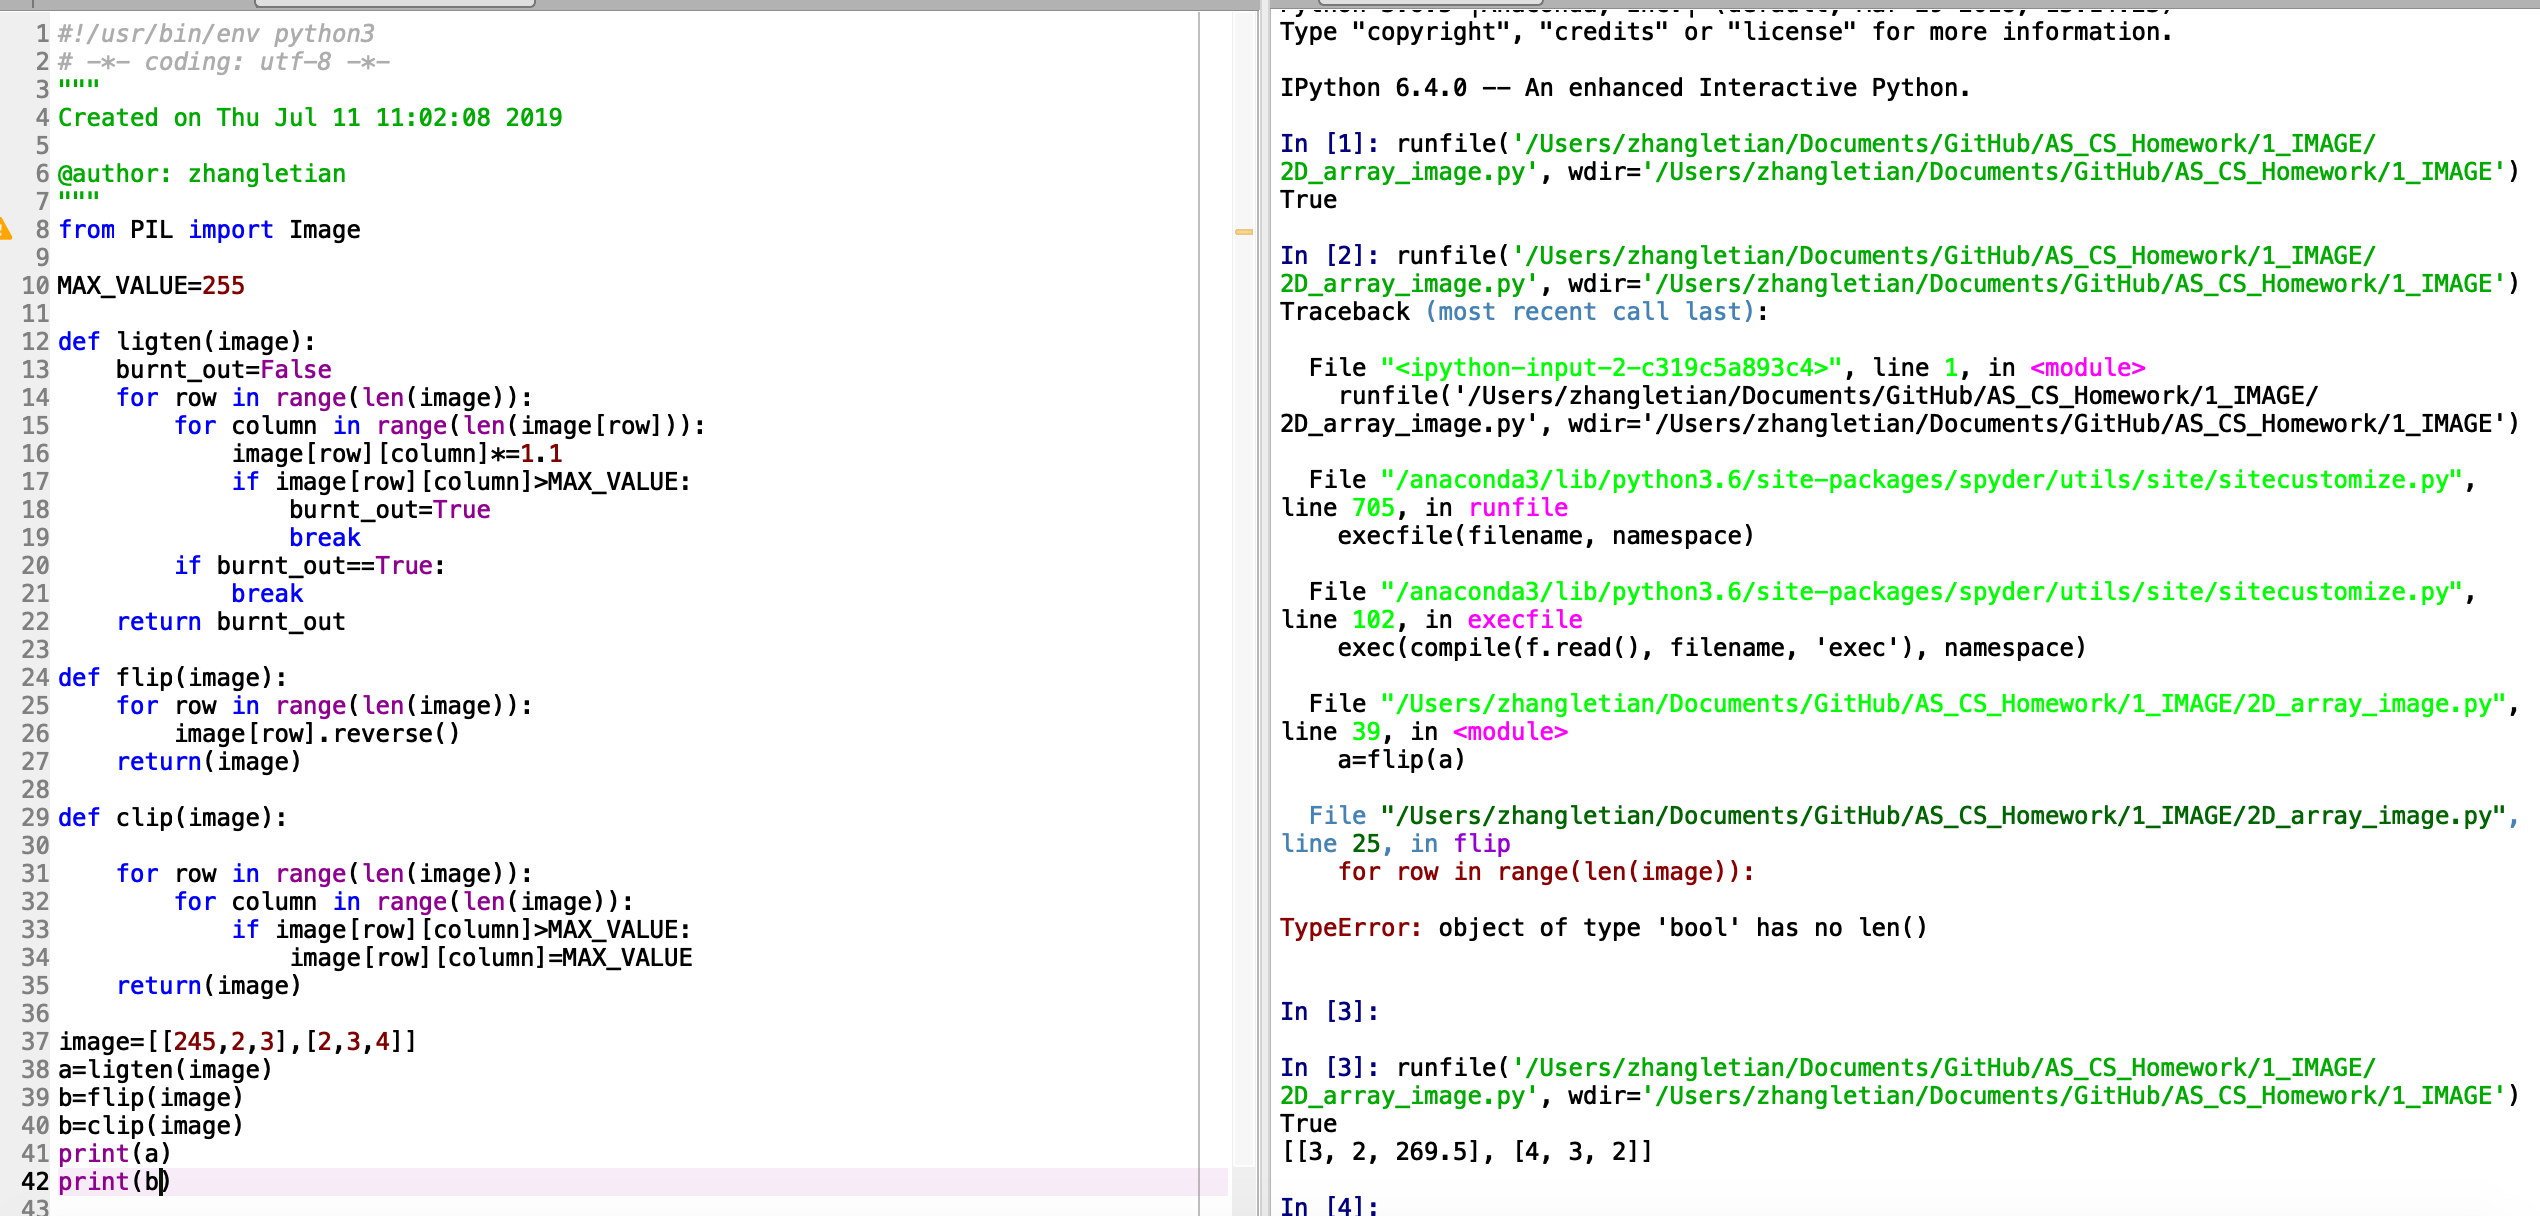 1 #!/usr/bin/env python3
2 # -*- coding: utf-8 -*-
3 """
4 Created on Thu Jul 11 11:02:08 2019
5
6 @author: zhangletian
7 """
8 from PIL import Image
9
10 MAX_VALUE=255
11
12 def ligten(image):
13     burnt_out=False
14     for row in range(len(image)):
15         for column in range(len(image[row])):
16             image[row][column]*=1.1
17             if image[row][column]>MAX_VALUE:
18                 burnt_out=True
19                 break
20         if burnt_out==True:
21             break
22     return burnt_out
23
24 def flip(image):
25     for row in range(len(image)):
26         image[row].reverse()
27     return(image)
28
29 def clip(image):
30
31     for row in range(len(image)):
32         for column in range(len(image)):
33             if image[row][column]>MAX_VALUE:
34                 image[row][column]=MAX_VALUE
35     return(image)
36
37 image=[[245,2,3],[2,3,4]]
38 a=ligten(image)
39 b=flip(image)
40 b=clip(image)
41 print(a)
42 print(b)
43
Type "copyright", "credits" or "license" for more information.

IPython 6.4.0 -- An enhanced Interactive Python.

In [1]: runfile('/Users/zhangletian/Documents/GitHub/AS_CS_Homework/1_IMAGE/
2D_array_image.py', wdir='/Users/zhangletian/Documents/GitHub/AS_CS_Homework/1_IMAGE')
True

In [2]: runfile('/Users/zhangletian/Documents/GitHub/AS_CS_Homework/1_IMAGE/
2D_array_image.py', wdir='/Users/zhangletian/Documents/GitHub/AS_CS_Homework/1_IMAGE')
Traceback (most recent call last):

  File "<ipython-input-2-c319c5a893c4>", line 1, in <module>
    runfile('/Users/zhangletian/Documents/GitHub/AS_CS_Homework/1_IMAGE/
2D_array_image.py', wdir='/Users/zhangletian/Documents/GitHub/AS_CS_Homework/1_IMAGE')

  File "/anaconda3/lib/python3.6/site-packages/spyder/utils/site/sitecustomize.py",
line 705, in runfile
    execfile(filename, namespace)

  File "/anaconda3/lib/python3.6/site-packages/spyder/utils/site/sitecustomize.py",
line 102, in execfile
    exec(compile(f.read(), filename, 'exec'), namespace)

  File "/Users/zhangletian/Documents/GitHub/AS_CS_Homework/1_IMAGE/2D_array_image.py",
line 39, in <module>
    a=flip(a)

  File "/Users/zhangletian/Documents/GitHub/AS_CS_Homework/1_IMAGE/2D_array_image.py",
line 25, in flip
    for row in range(len(image)):

TypeError: object of type 'bool' has no len()

In [3]:

In [3]: runfile('/Users/zhangletian/Documents/GitHub/AS_CS_Homework/1_IMAGE/
2D_array_image.py', wdir='/Users/zhangletian/Documents/GitHub/AS_CS_Homework/1_IMAGE')
True
[[3, 2, 269.5], [4, 3, 2]]

In [4]: